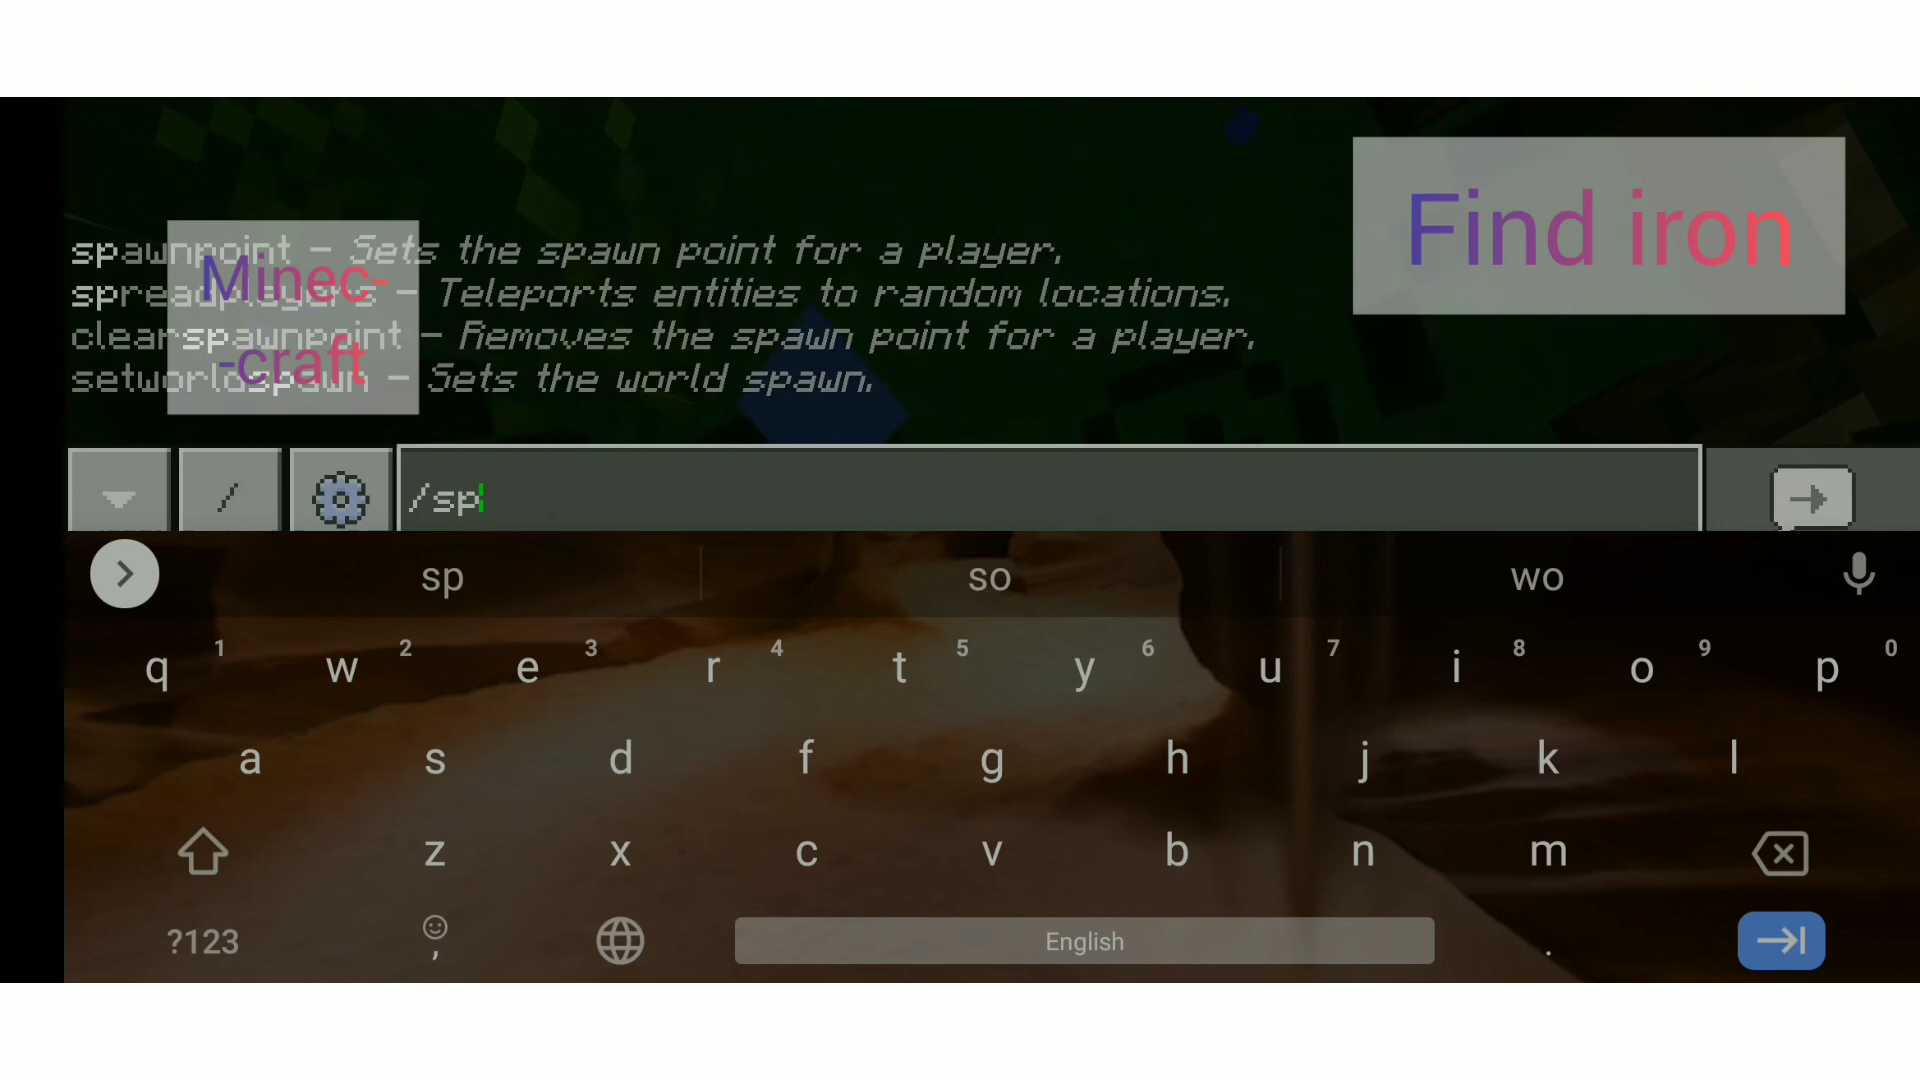 Find iron
spawnpoint - Sets the spawn point for a player.
Minec-
spreadplayers - Teleports entities to random locations.
clearspawnpoint - Removes the spawn point for a player.
-craft
setworldspawn - Sets the world spawn.
/
/sp
sp so wo
q 1 w 2 e 3 r 4 t 5 y 6 u 7 i 8 o 9 p 0
a s d f g h j k l
z x c v b n m
?123 , English .